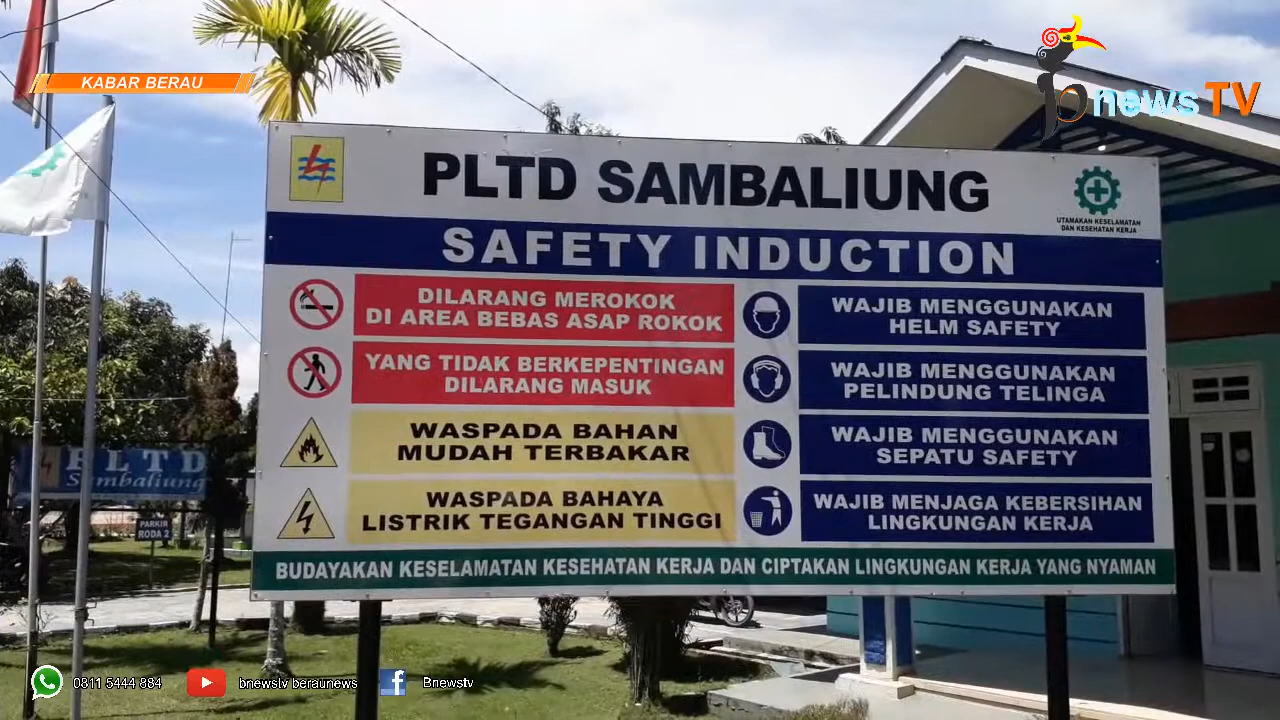 KABAR BERAU
bnewsTV
PLTD SAMBALIUNG
UTAMAKAN KESELAMATAN
DAN KESEHATAN KERJA
SAFETY INDUCTION
DILARANG MEROKOK
DI AREA BEBAS ASAP ROKOK
YANG TIDAK BERKEPENTINGAN
DILARANG MASUK
WASPADA BAHAN
MUDAH TERBAKAR
WASPADA BAHAYA
LISTRIK TEGANGAN TINGGI
WAJIB MENGGUNAKAN
HELM SAFETY
WAJIB MENGGUNAKAN
PELINDUNG TELINGA
WAJIB MENGGUNAKAN
SEPATU SAFETY
WAJIB MENJAGA KEBERSIHAN
LINGKUNGAN KERJA
BUDAYAKAN KESELAMATAN KESEHATAN KERJA DAN CIPTAKAN LINGKUNGAN KERJA YANG NYAMAN
PLTD
Sambaliung
PARKIR
RODA 2
0811 5444 884
bnewstv beraunews
Bnewstv